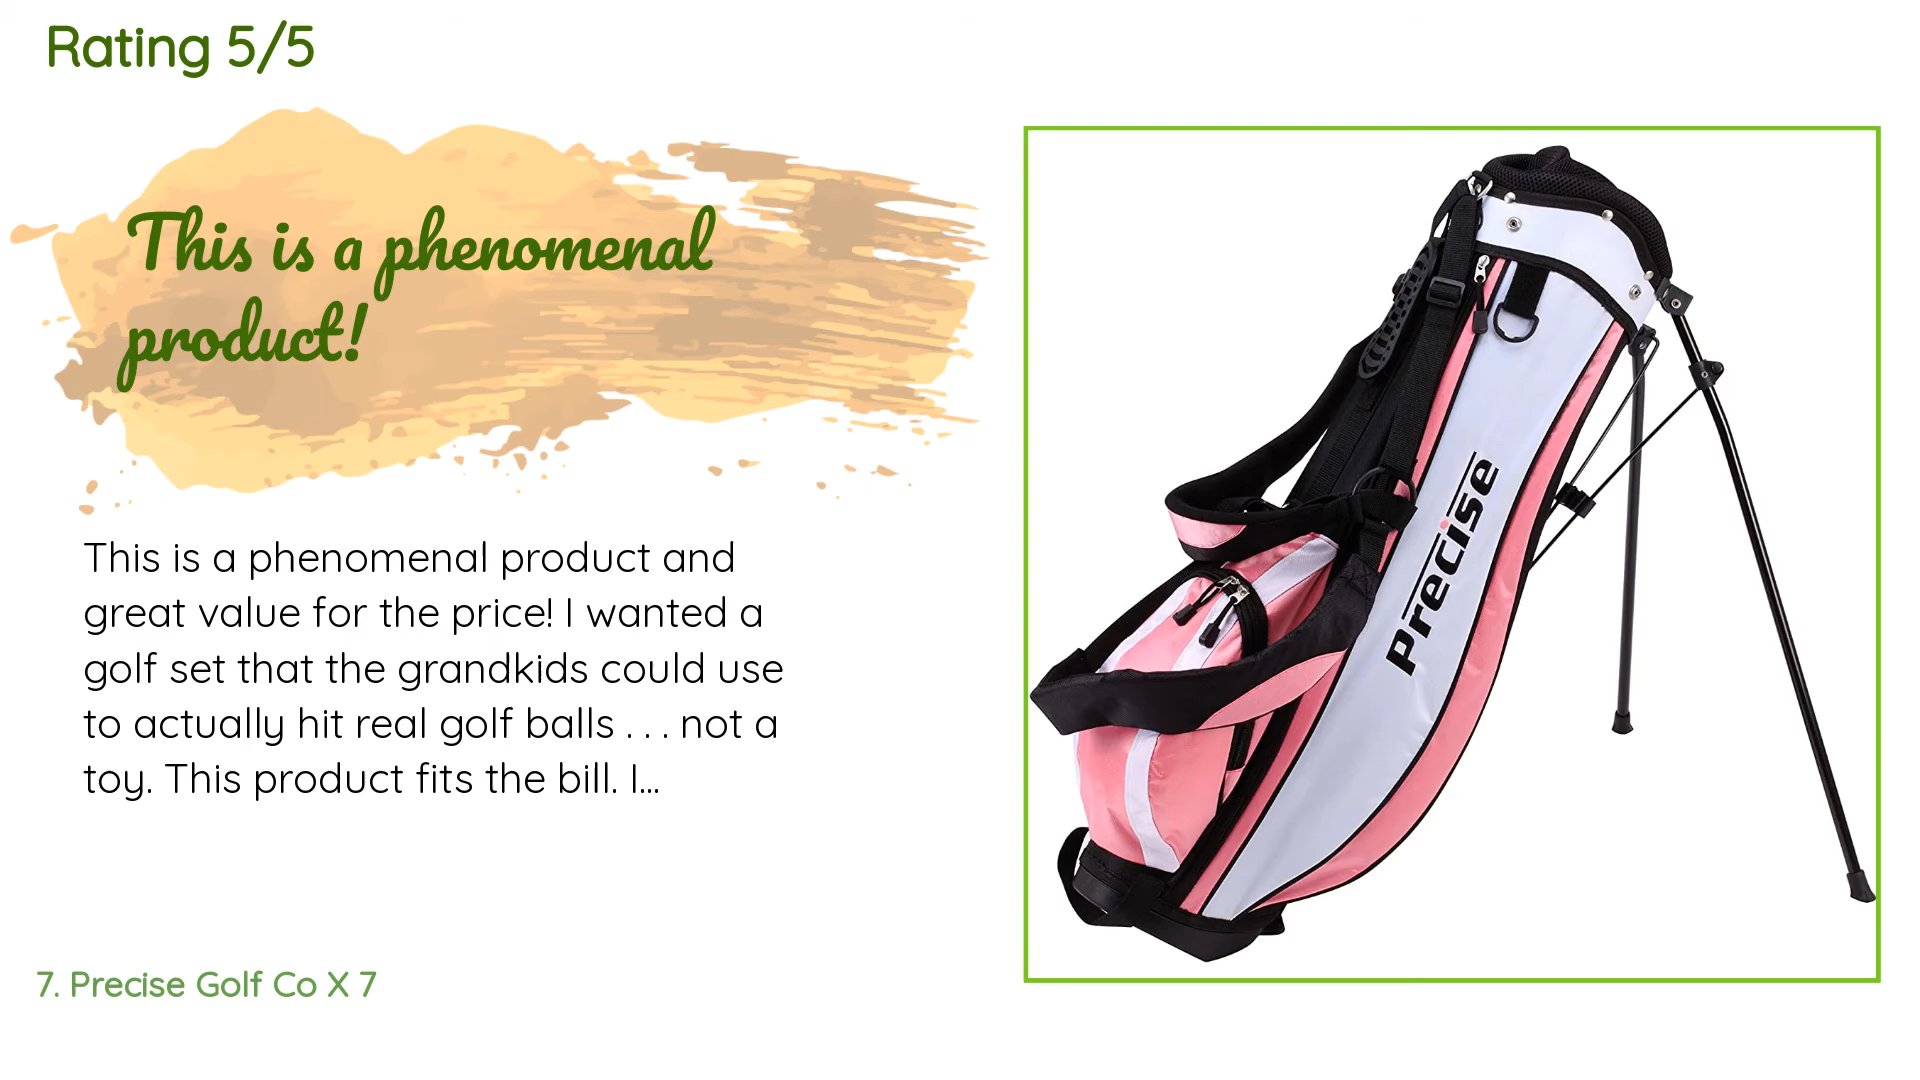 Rating 5/5
This is a phenomenal
product!
This is a phenomenal product and
great value for the price! I wanted a
golf set that the grandkids could use
to actually hit real golf balls . . . not a
toy. This product fits the bill. I...
Precise
7. Precise Golf Co X 7